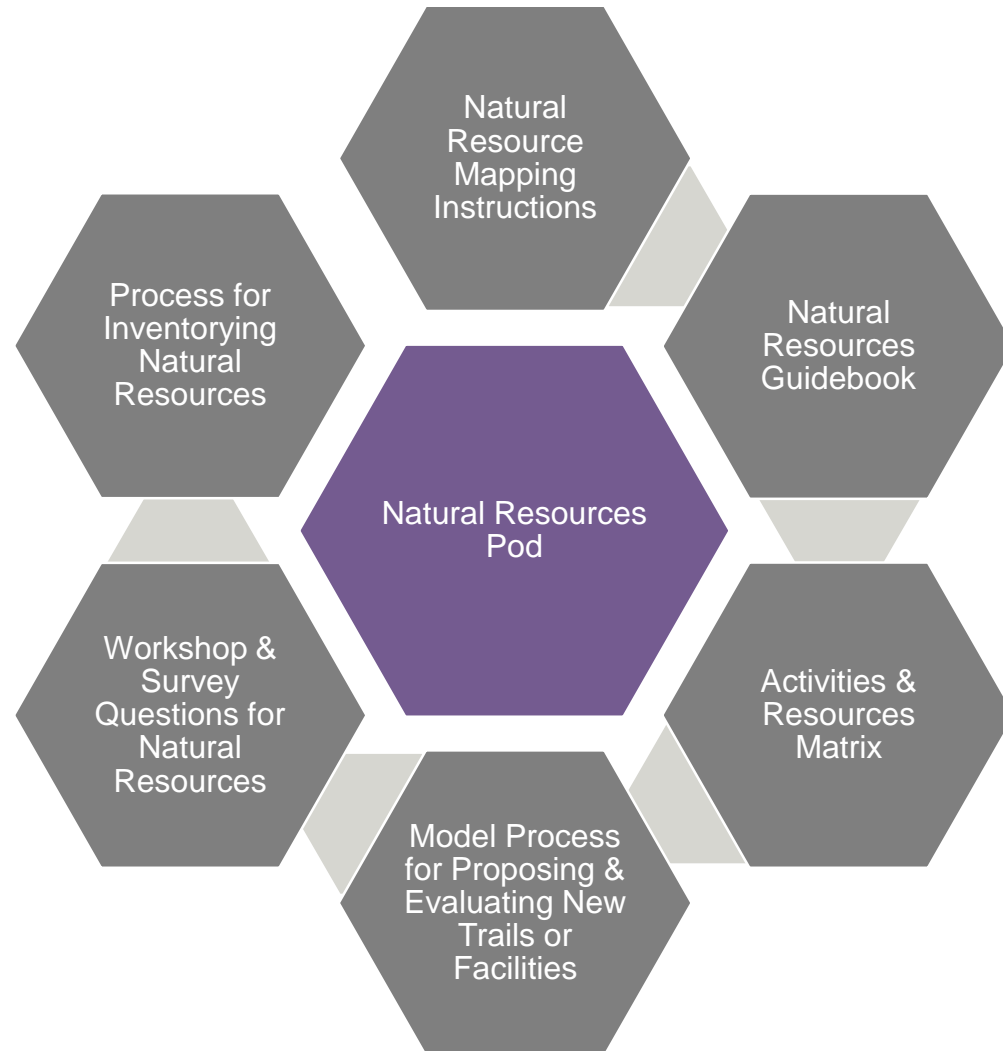 Natural
Resource
Mapping
Instructions
Process for
Inventorying
Natural
Resources
Natural
Resources
Guidebook
Natural Resources
Pod
Workshop &
Survey
Questions for
Natural
Resources
Activities &
Resources
Matrix
Model Process
for Proposing &
Evaluating New
Trails or
Facilities